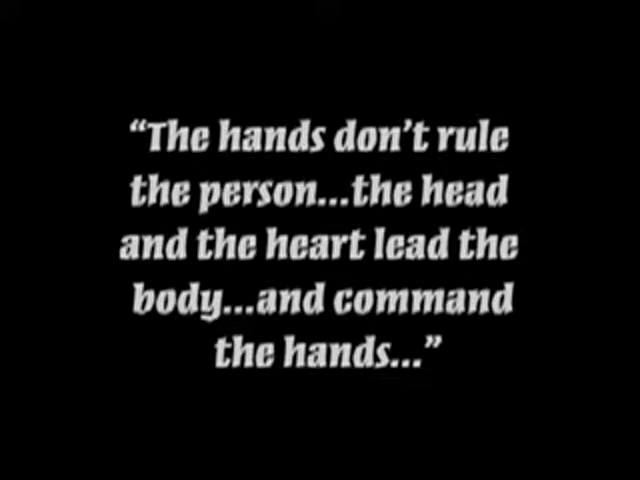 “The hands don’t rule
the person...the head
and the heart lead the
body...and command
the hands...”